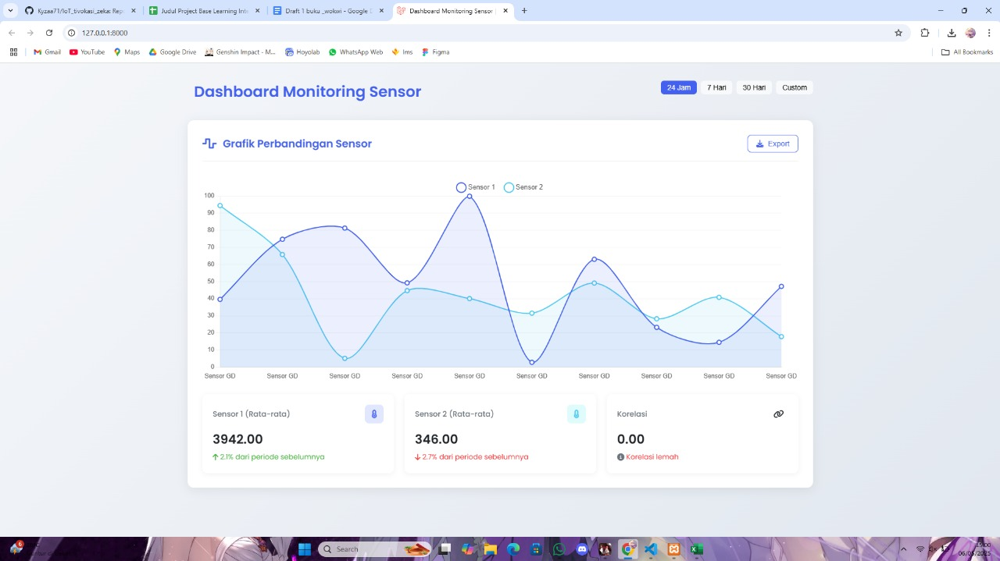 Kyzaa71/IoT_tivokasi_zeka: Repo
Judul Project Base Learning Inte
Draft 1 buku _wokwi - Google D
Dashboard Monitoring Sensor |
127.0.0.1:8000
Gmail
YouTube
Maps
Google Drive
Genshin Impact - M...
Hoyolab
WhatsApp Web
Ims
Figma
All Bookmarks
Dashboard Monitoring Sensor
24 Jam 7 Hari 30 Hari Custom
Grafik Perbandingan Sensor
Export
Sensor 1 Sensor 2
100
90
80
70
60
50
40
30
20
10
0
Sensor GD Sensor GD Sensor GD Sensor GD Sensor GD Sensor GD Sensor GD Sensor GD Sensor GD Sensor GD
Sensor 1 (Rata-rata)
3942.00
2.1% dari periode sebelumnya
Sensor 2 (Rata-rata)
346.00
2.7% dari periode sebelumnya
Korelasi
0.00
Korelasi lemah
6
Search
06/05/2025